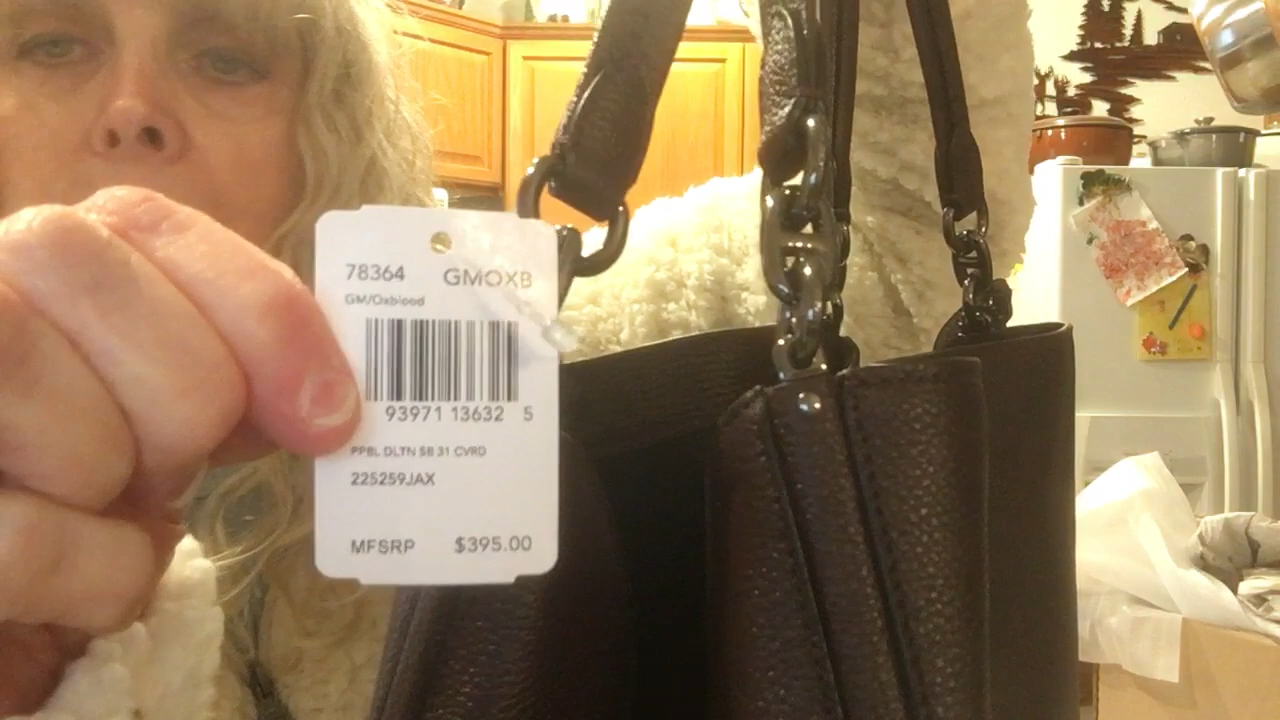 78364 GMOXB
GM/Oxblood
93971 13632 5
PPBL DLTN SB 31 CVRD
225259JAX
MFSRP $395.00